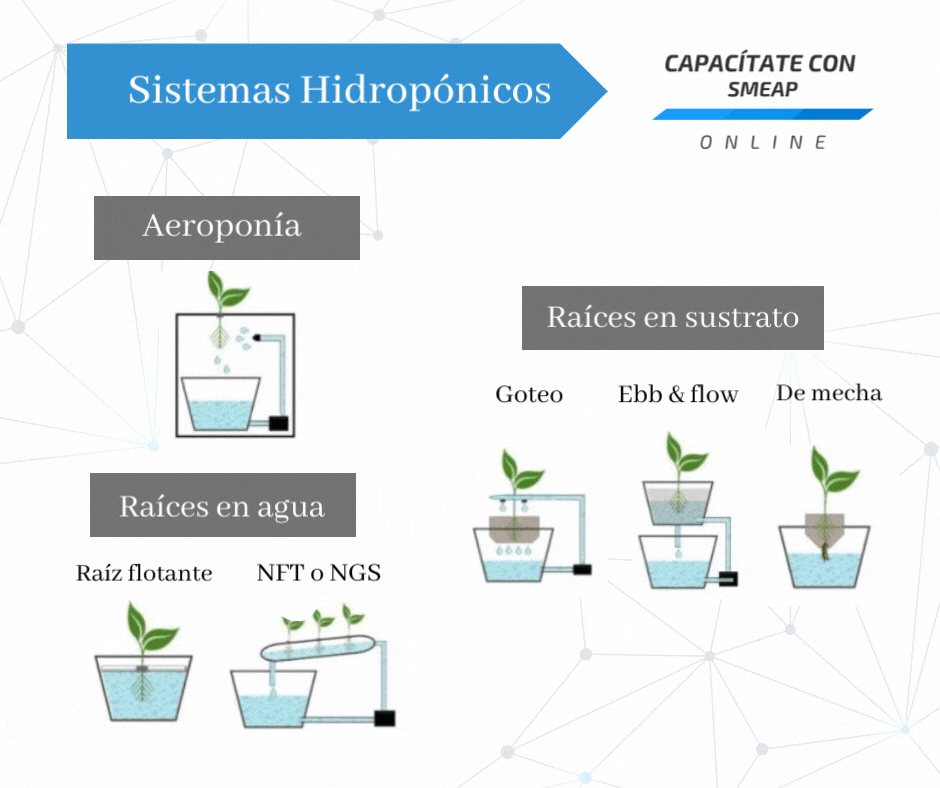 Sistemas Hidropónicos
CAPACÍTATE CON
SMEAP
ONLINE
Aeroponía
Raíces en agua
Raíz flotante
NFT o NGS
Raíces en sustrato
Goteo
Ebb & flow
De mecha